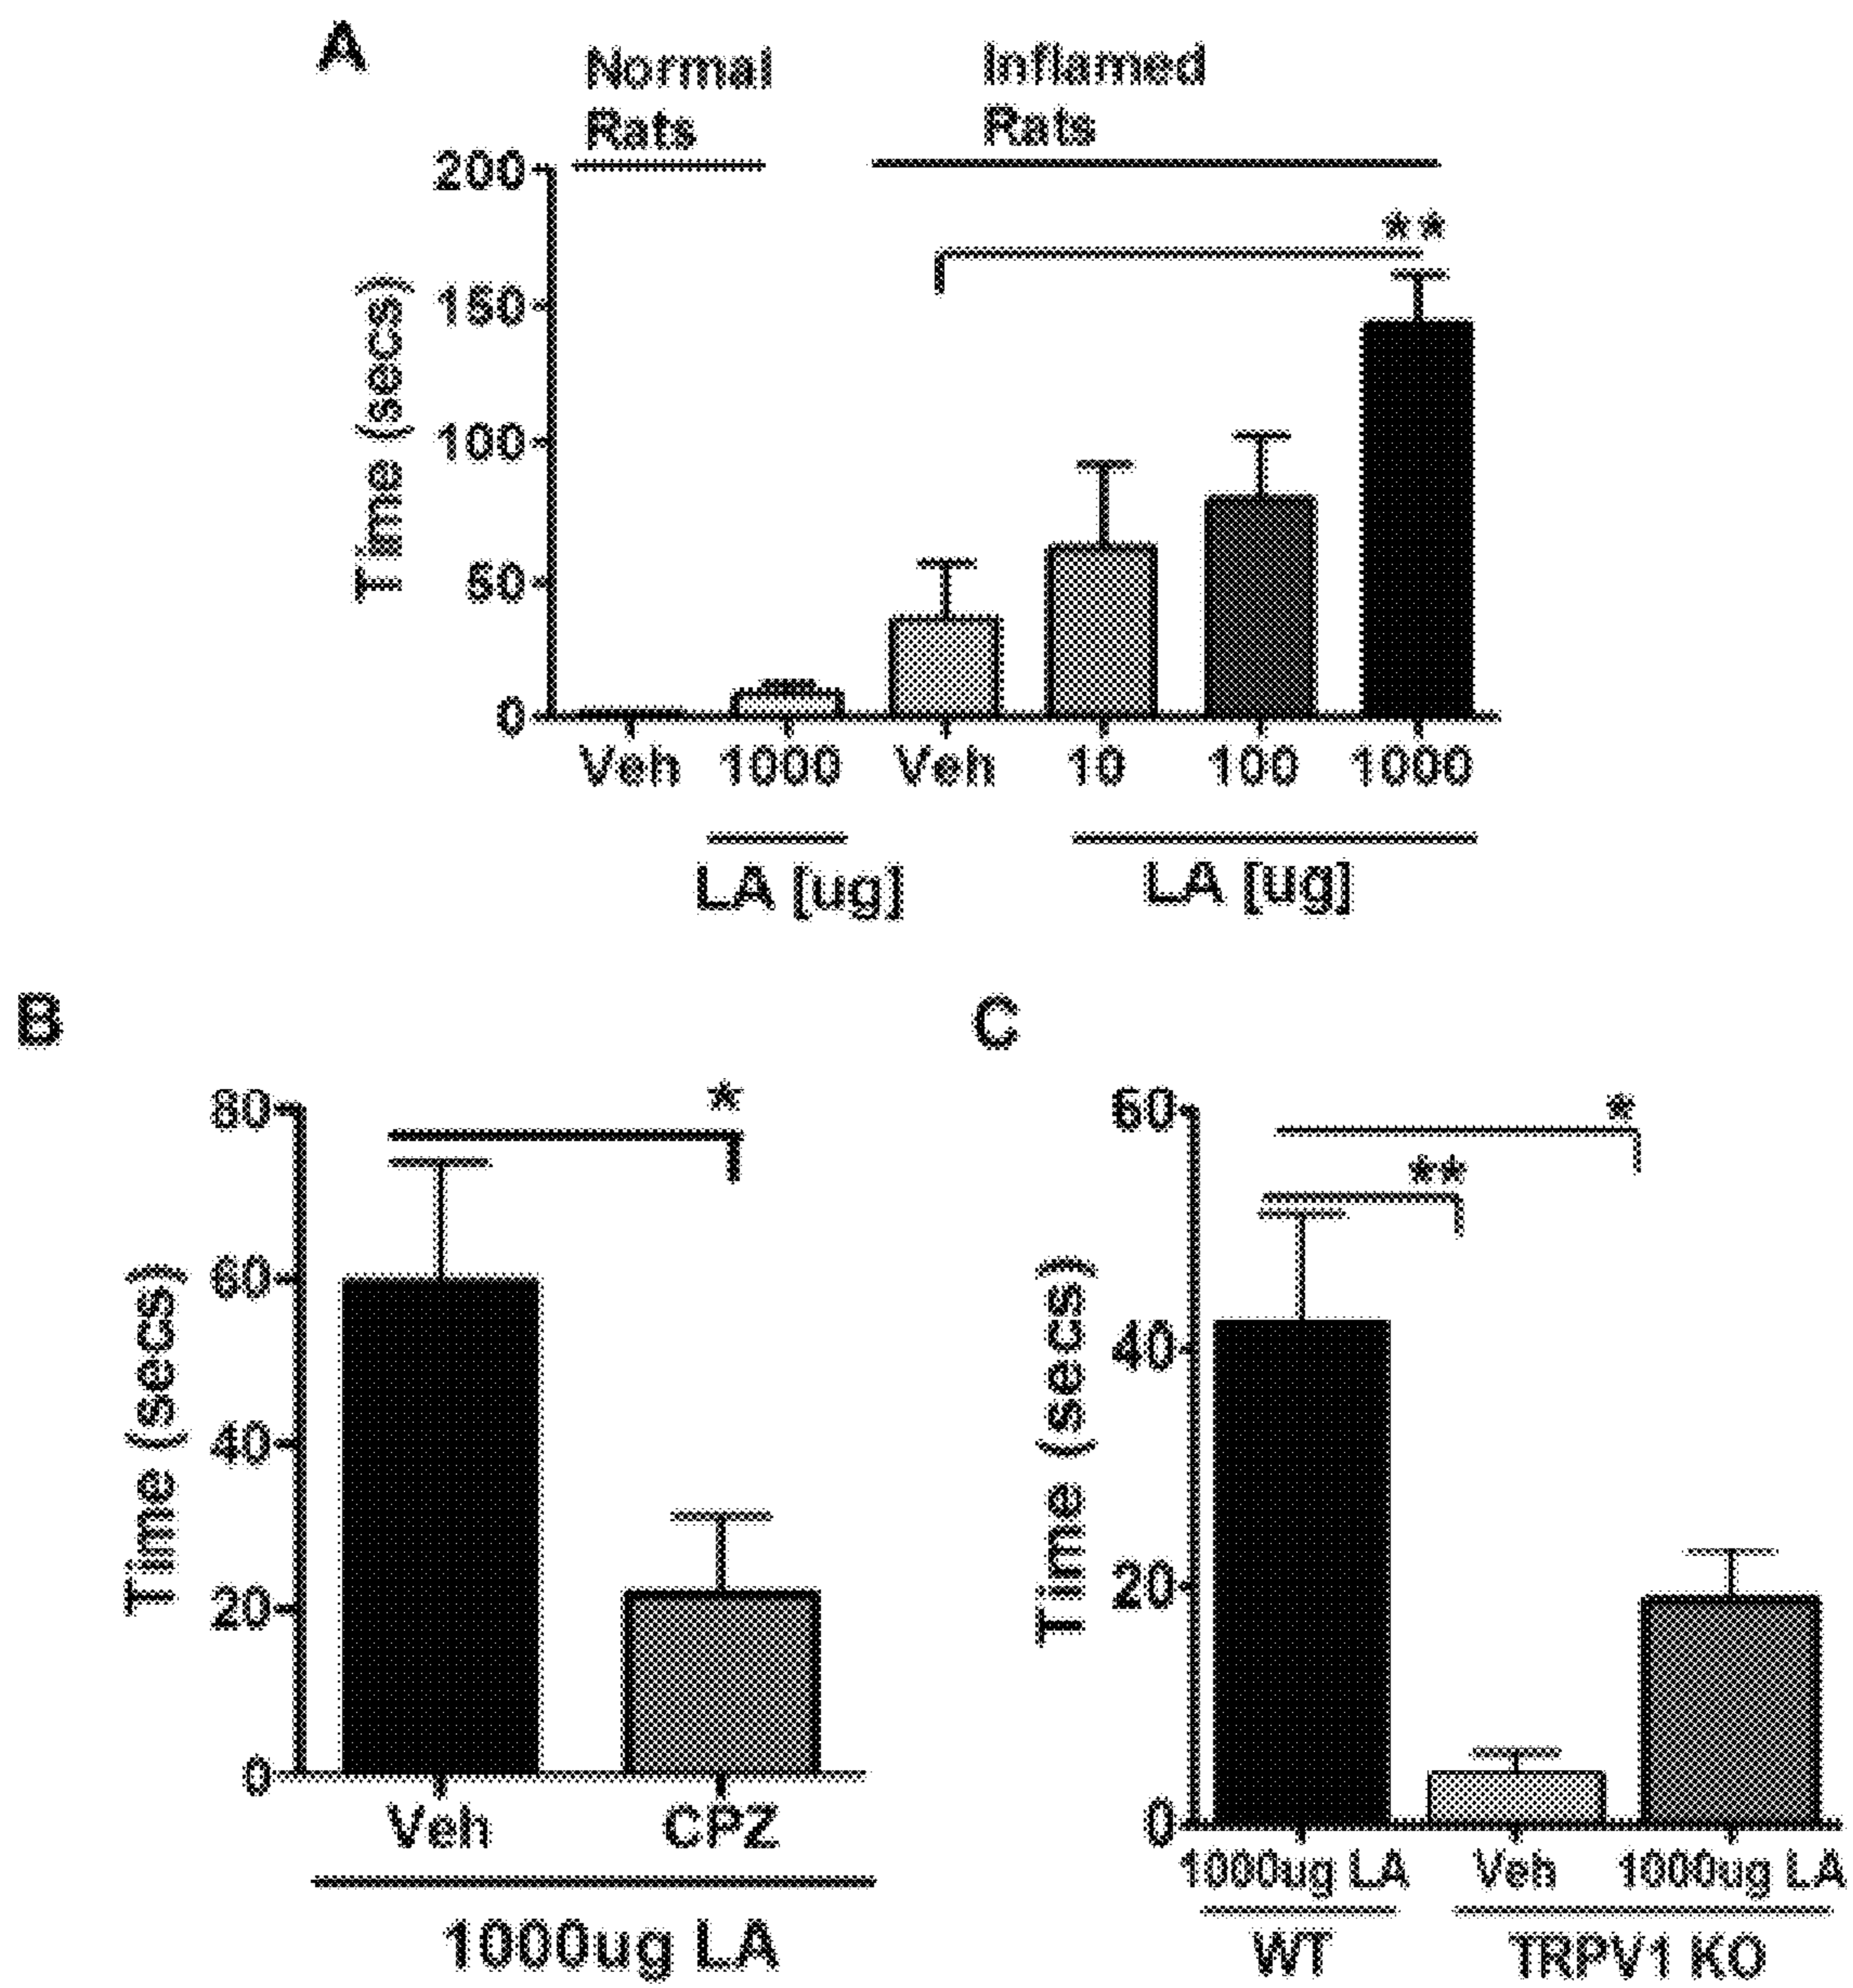 A
Normal
Rats
Inflamed
Rats
200
150
100
50
0
Time (secs)
**
Veh 1000 Veh 10 100 1000
LA [ug] LA [ug]
B
80
60
40
20
0
Time (secs)
*
Veh CPZ
1000ug LA
C
60
40
20
0
Time (secs)
*
**
1000ug LA Veh 1000ug LA
WT TRPV1 KO